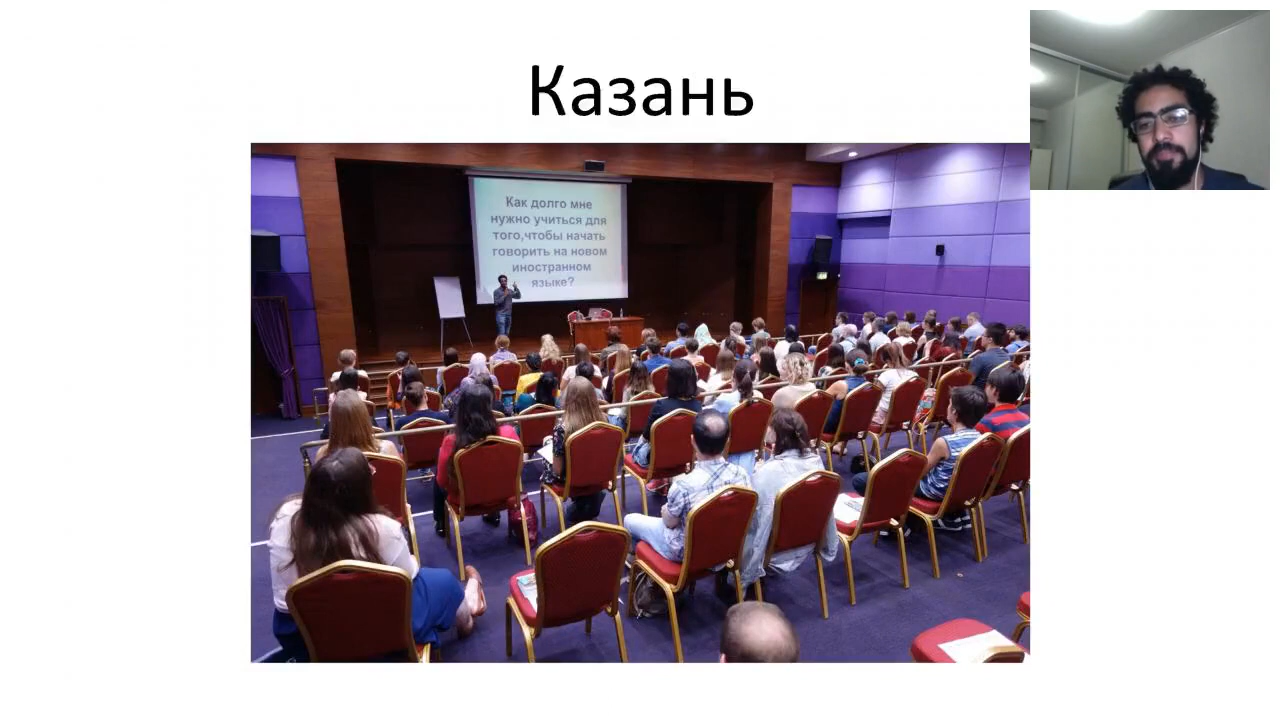 Казань
Как долго мне
нужно учиться для
того,чтобы начать
говорить на новом
иностранном
языке?